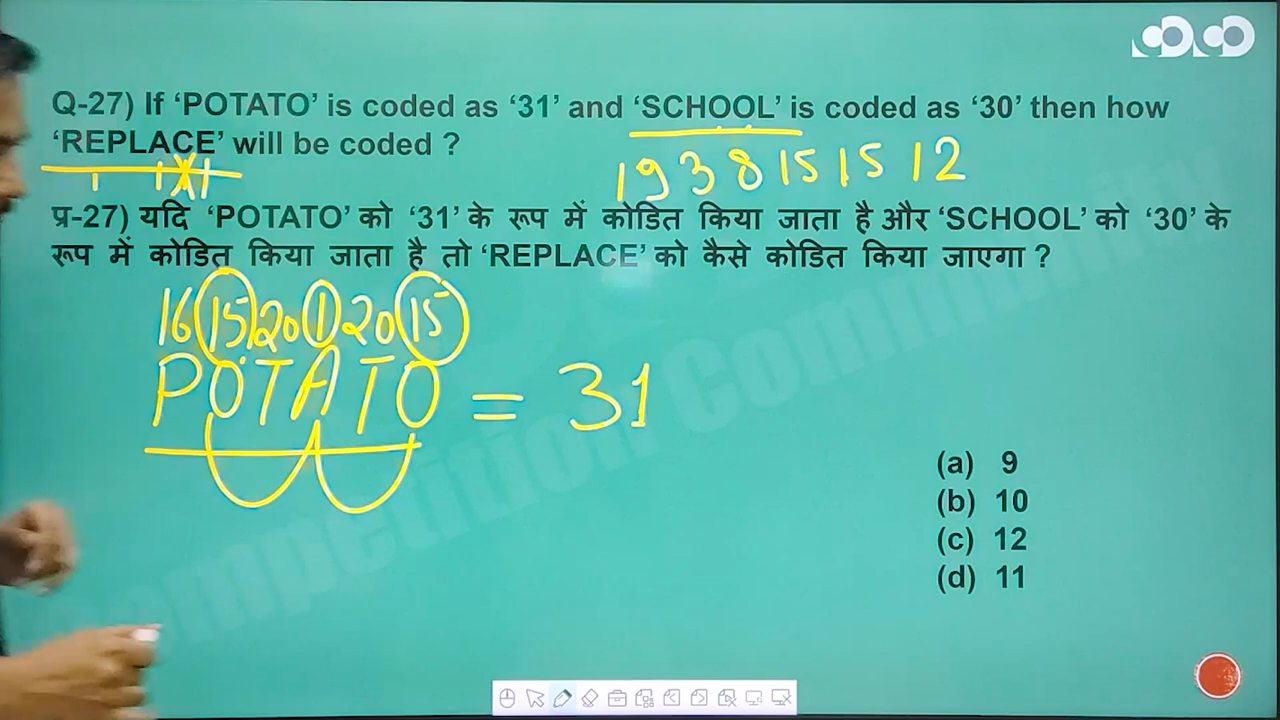 Q-27) If ‘POTATO’ is coded as ‘31’ and ‘SCHOOL’ is coded as ‘30’ then how
‘REPLACE’ will be coded ?
19 3 8 15 15 12
प्र-27) यदि ‘POTATO’ को ‘31’ के रूप में कोडित किया जाता है और ‘SCHOOL’ को ‘30’ के
रूप में कोडित किया जाता है तो ‘REPLACE’ को कैसे कोडित किया जाएगा ?
16 15 20 1 20 15
POTATO = 31
(a) 9
(b) 10
(c) 12
(d) 11
Competition Community